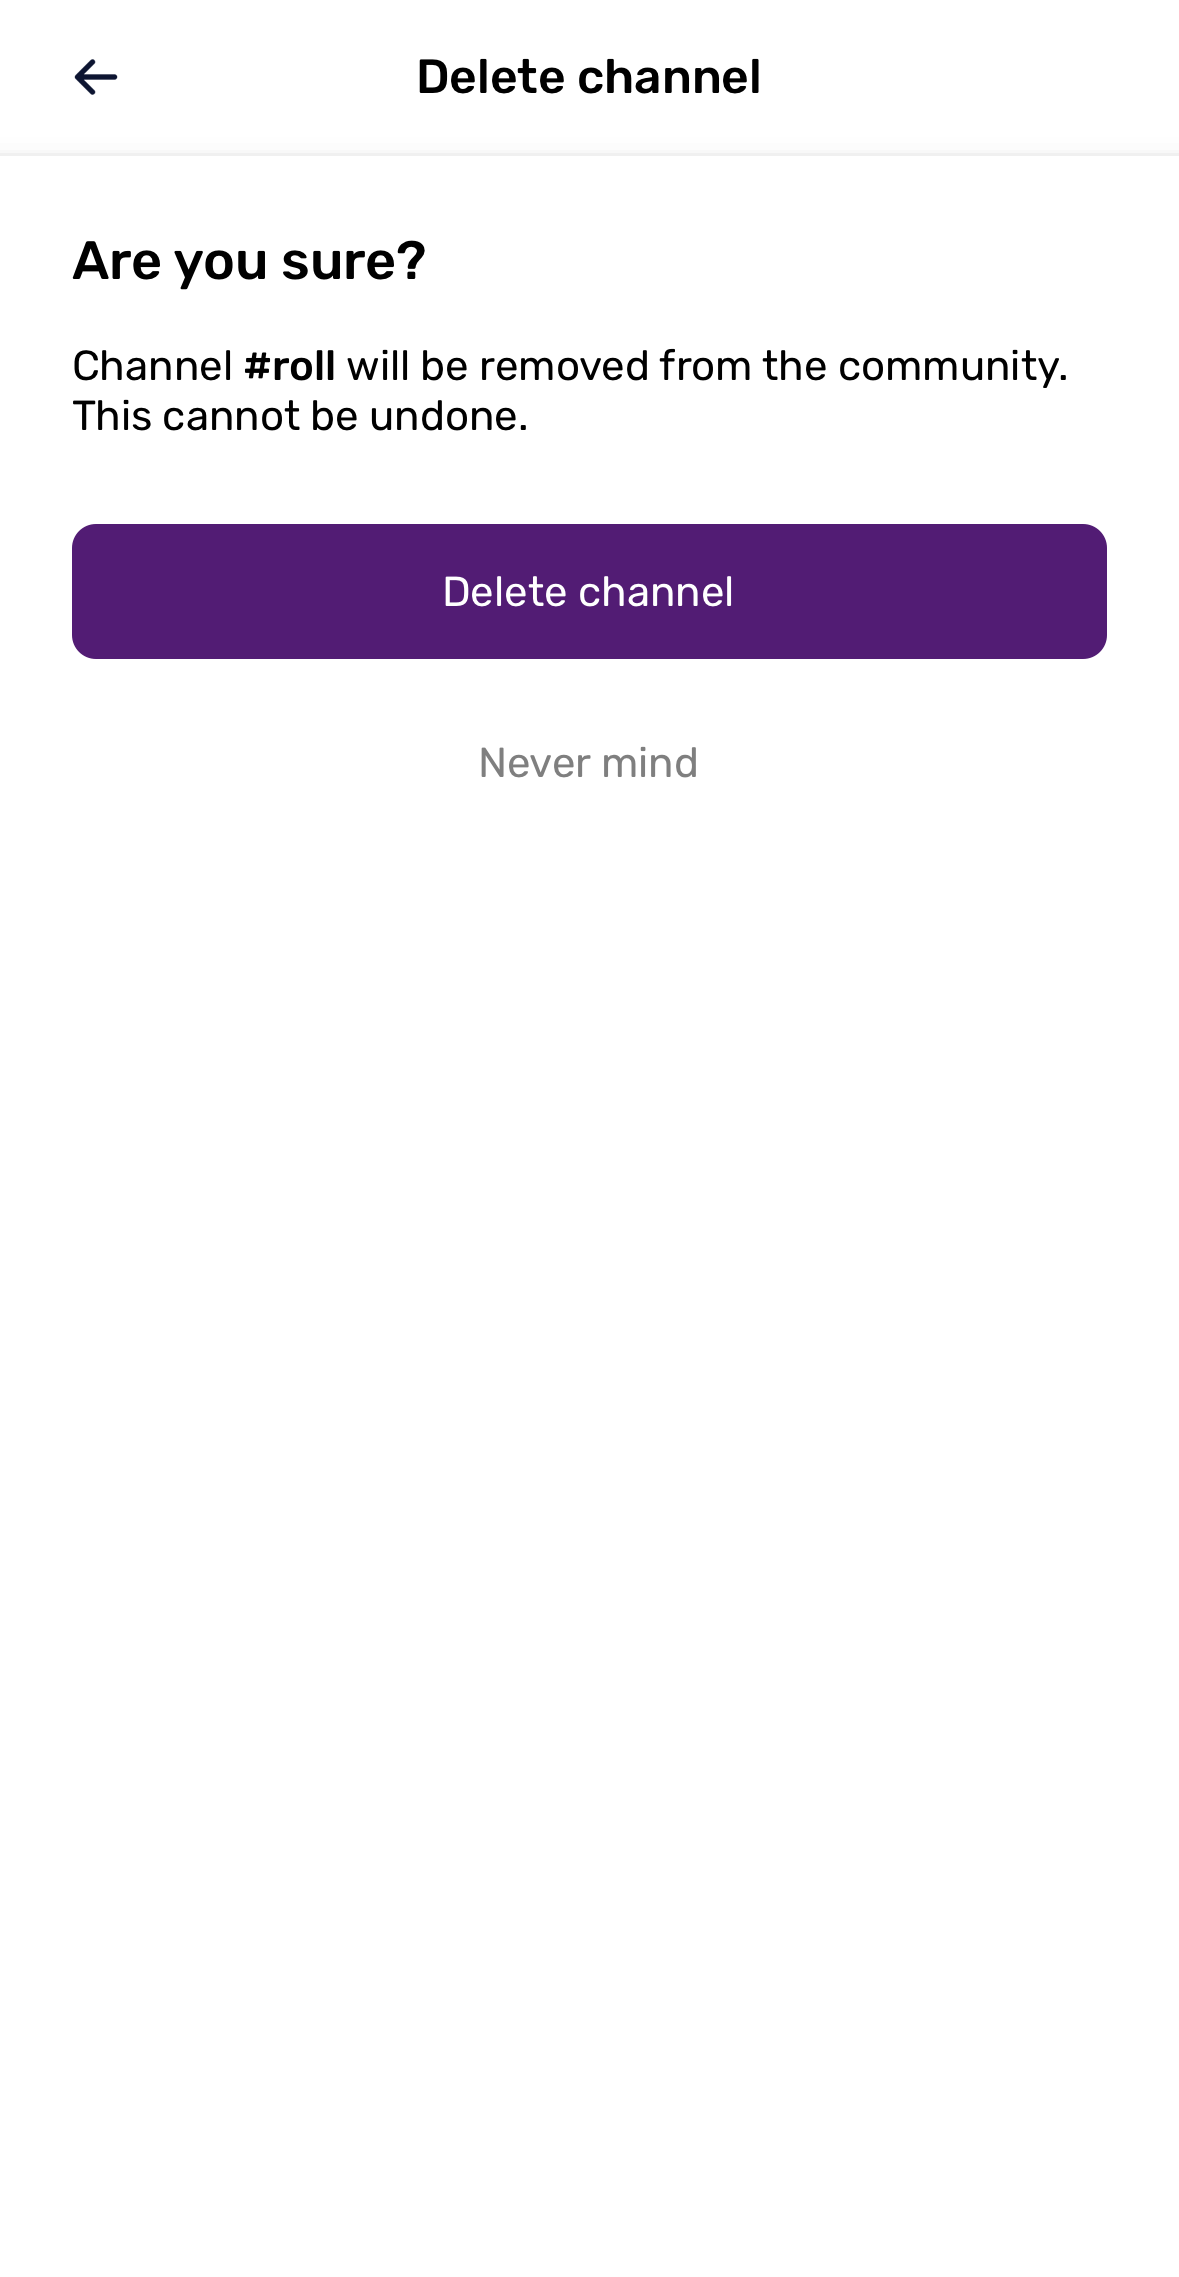 Delete channel
Are you sure?
Channel #roll will be removed from the community.
This cannot be undone.
Delete channel
Never mind